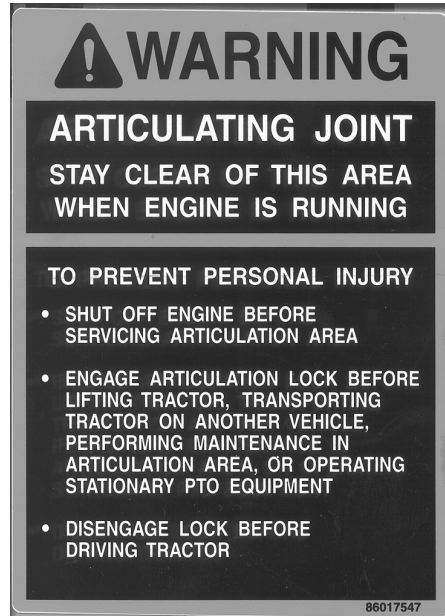 WARNING
ARTICULATING JOINT
STAY CLEAR OF THIS AREA
WHEN ENGINE IS RUNNING
TO PREVENT PERSONAL INJURY
• SHUT OFF ENGINE BEFORE
SERVICING ARTICULATION AREA
• ENGAGE ARTICULATION LOCK BEFORE
LIFTING TRACTOR, TRANSPORTING
TRACTOR ON ANOTHER VEHICLE,
PERFORMING MAINTENANCE IN
ARTICULATION AREA, OR OPERATING
STATIONARY PTO EQUIPMENT
• DISENGAGE LOCK BEFORE
DRIVING TRACTOR
86017547